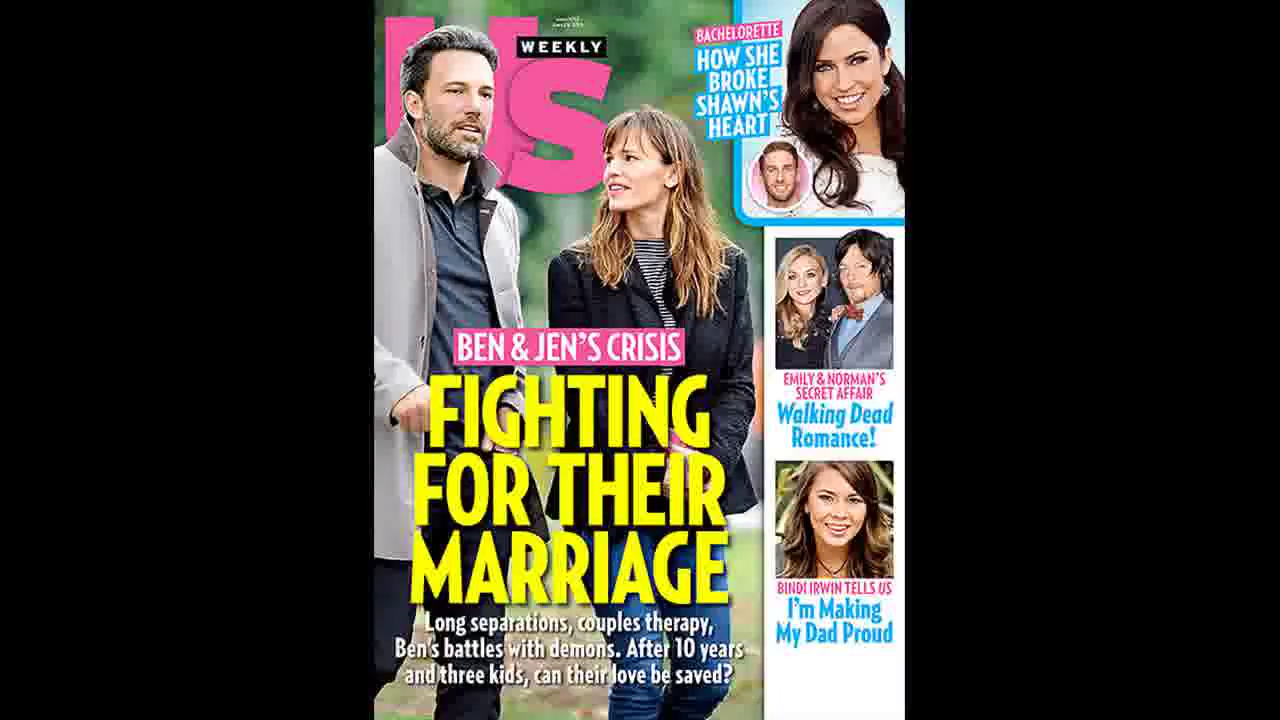 Us
WEEKLY
BACHELORETTE
HOW SHE
BROKE
SHAWN'S
HEART
BEN & JEN'S CRISIS
FIGHTING
FOR THEIR
MARRIAGE
Long separations, couples therapy,
Ben's battles with demons. After 10 years
and three kids, can their love be saved?
EMILY & NORMAN'S
SECRET AFFAIR
Walking Dead
Romance!
BINDI IRWIN TELLS US
I'm Making
My Dad Proud